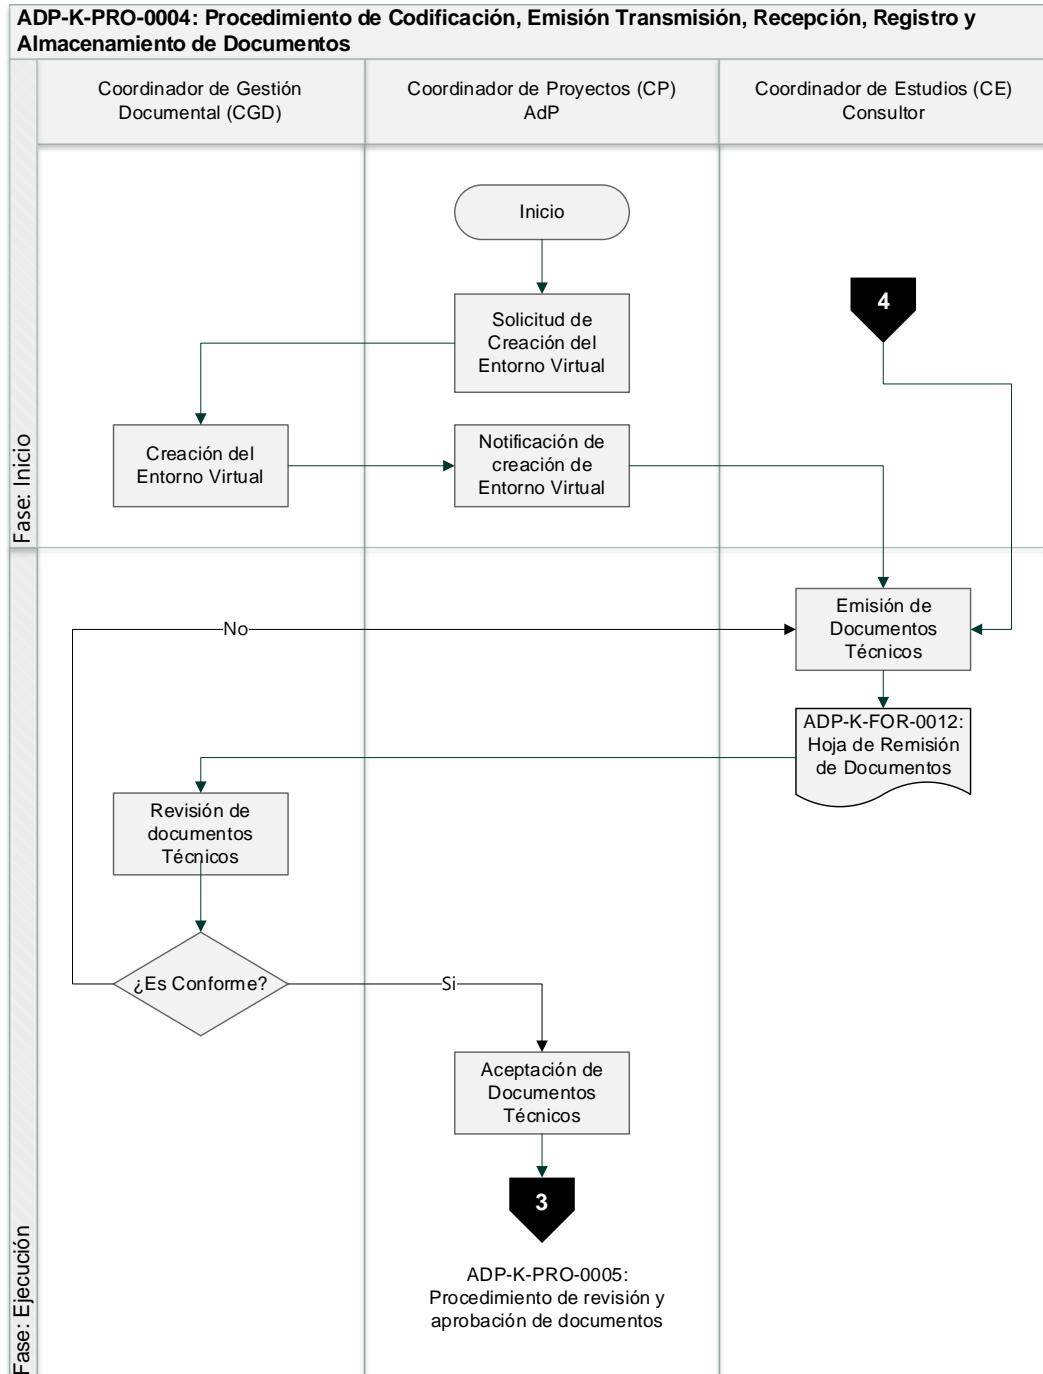 ADP-K-PRO-0004: Procedimiento de Codificación, Emisión Transmisión, Recepción, Registro y
Almacenamiento de Documentos
Coordinador de Gestión
Documental (CGD)
Coordinador de Proyectos (CP)
AdP
Coordinador de Estudios (CE)
Consultor
Fase: Inicio
Inicio
4
Solicitud de
Creación del
Entorno Virtual
Creación del
Entorno Virtual
Notificación de
creación de
Entorno Virtual
Fase: Ejecución
Emisión de
Documentos
Técnicos
No
ADP-K-FOR-0012:
Hoja de Remisión
de Documentos
Revisión de
documentos
Técnicos
¿Es Conforme?
Si
Aceptación de
Documentos
Técnicos
3
ADP-K-PRO-0005:
Procedimiento de revisión y
aprobación de documentos